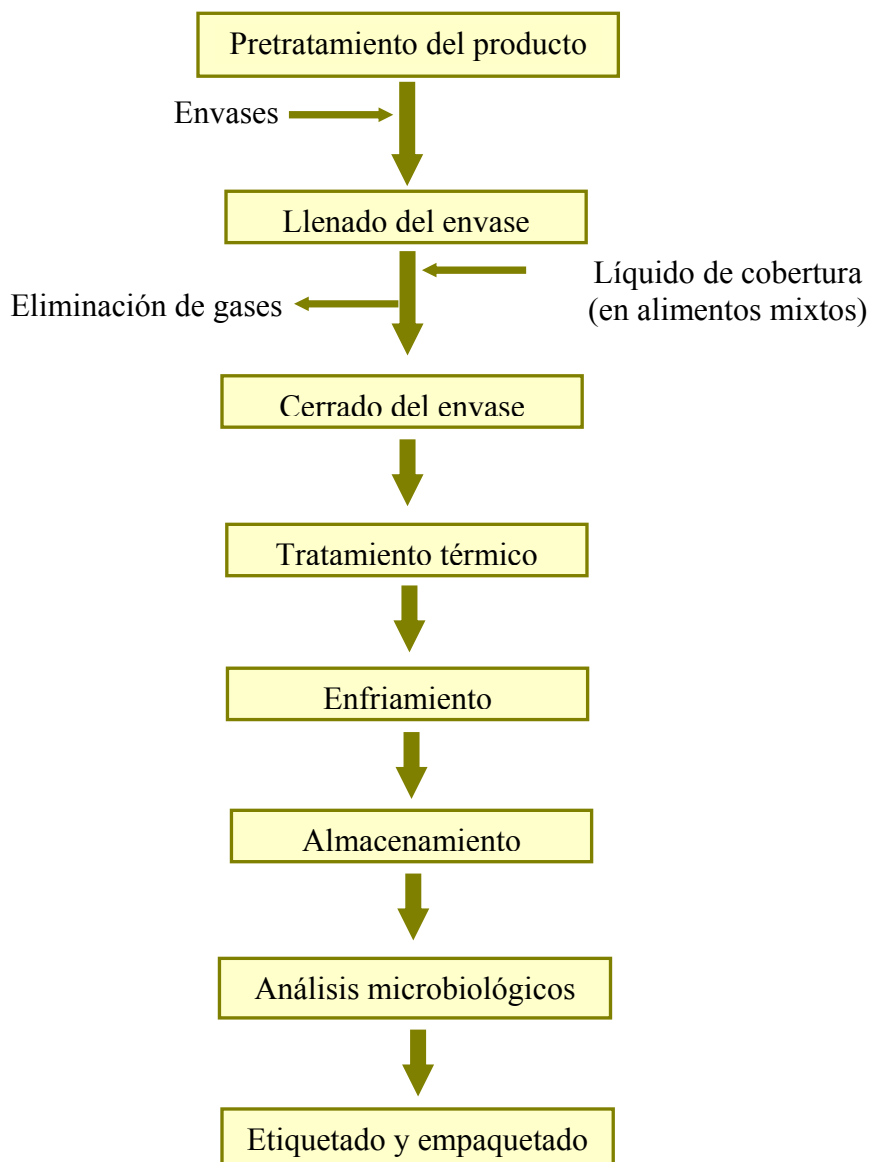 Pretratamiento del producto
Envases
Llenado del envase
Líquido de cobertura
(en alimentos mixtos)
Eliminación de gases
Cerrado del envase
Tratamiento térmico
Enfriamiento
Almacenamiento
Análisis microbiológicos
Etiquetado y empaquetado